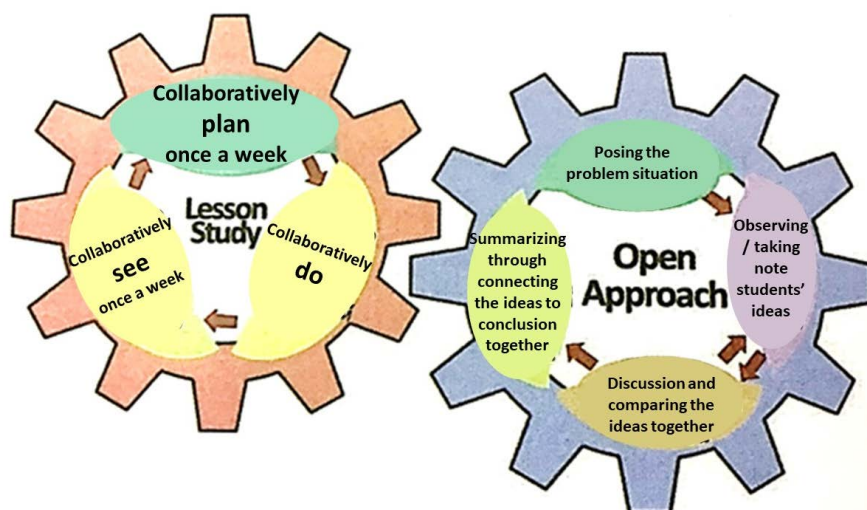 Collaboratively
plan
once a week
Lesson
Study
Collaboratively
see
once a week
Collaboratively
do
Posing the
problem situation
Observing
/ taking
note
students’
ideas
Open
Approach
Summarizing
through
connecting
the ideas to
conclusion
together
Discussion and
comparing the
ideas together